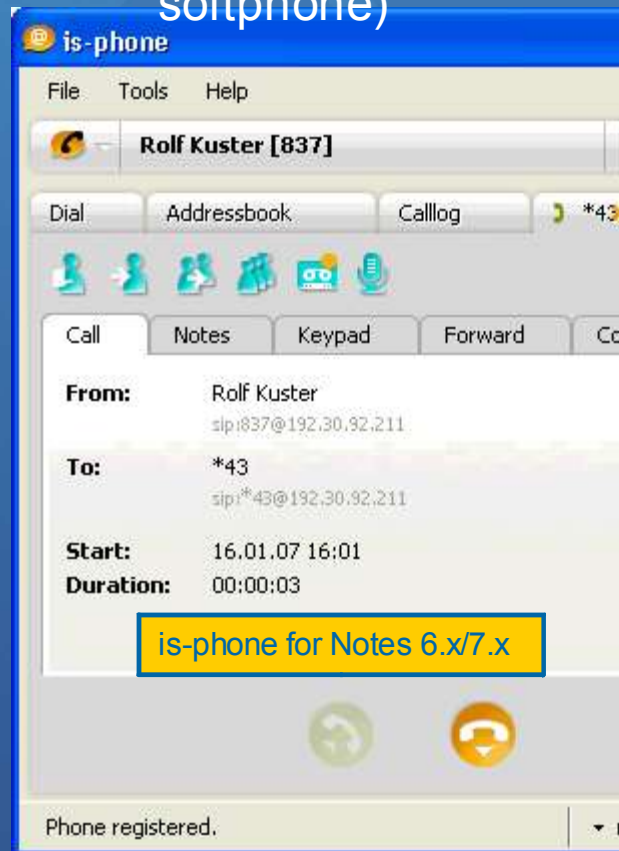 softphone)
is-phone
File Tools Help
Rolf Kuster [837]
Dial Addressbook Calllog *43
Call Notes Keypad Forward
From: Rolf Kuster
sip:837@192.30.92.211
To: *43
sip:*43@192.30.92.211
Start: 16.01.07 16:01
Duration: 00:00:03
is-phone for Notes 6.x/7.x
Phone registered.